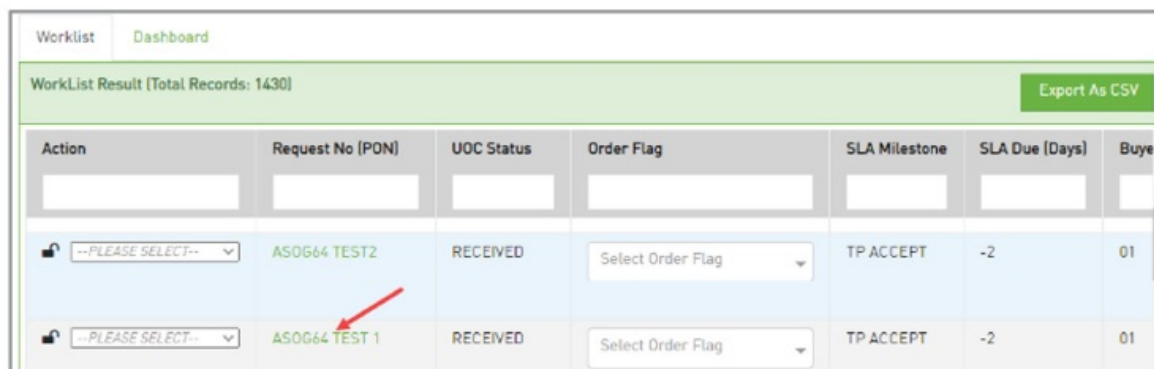 Worklist Dashboard
WorkList Result (Total Records: 1430) Export As CSV
Action Request No (PON) UOC Status Order Flag SLA Milestone SLA Due (Days) Buye
--PLEASE SELECT-- ASOG64 TEST2 RECEIVED Select Order Flag TP ACCEPT -2 01
--PLEASE SELECT-- ASOG64 TEST 1 RECEIVED Select Order Flag TP ACCEPT -2 01